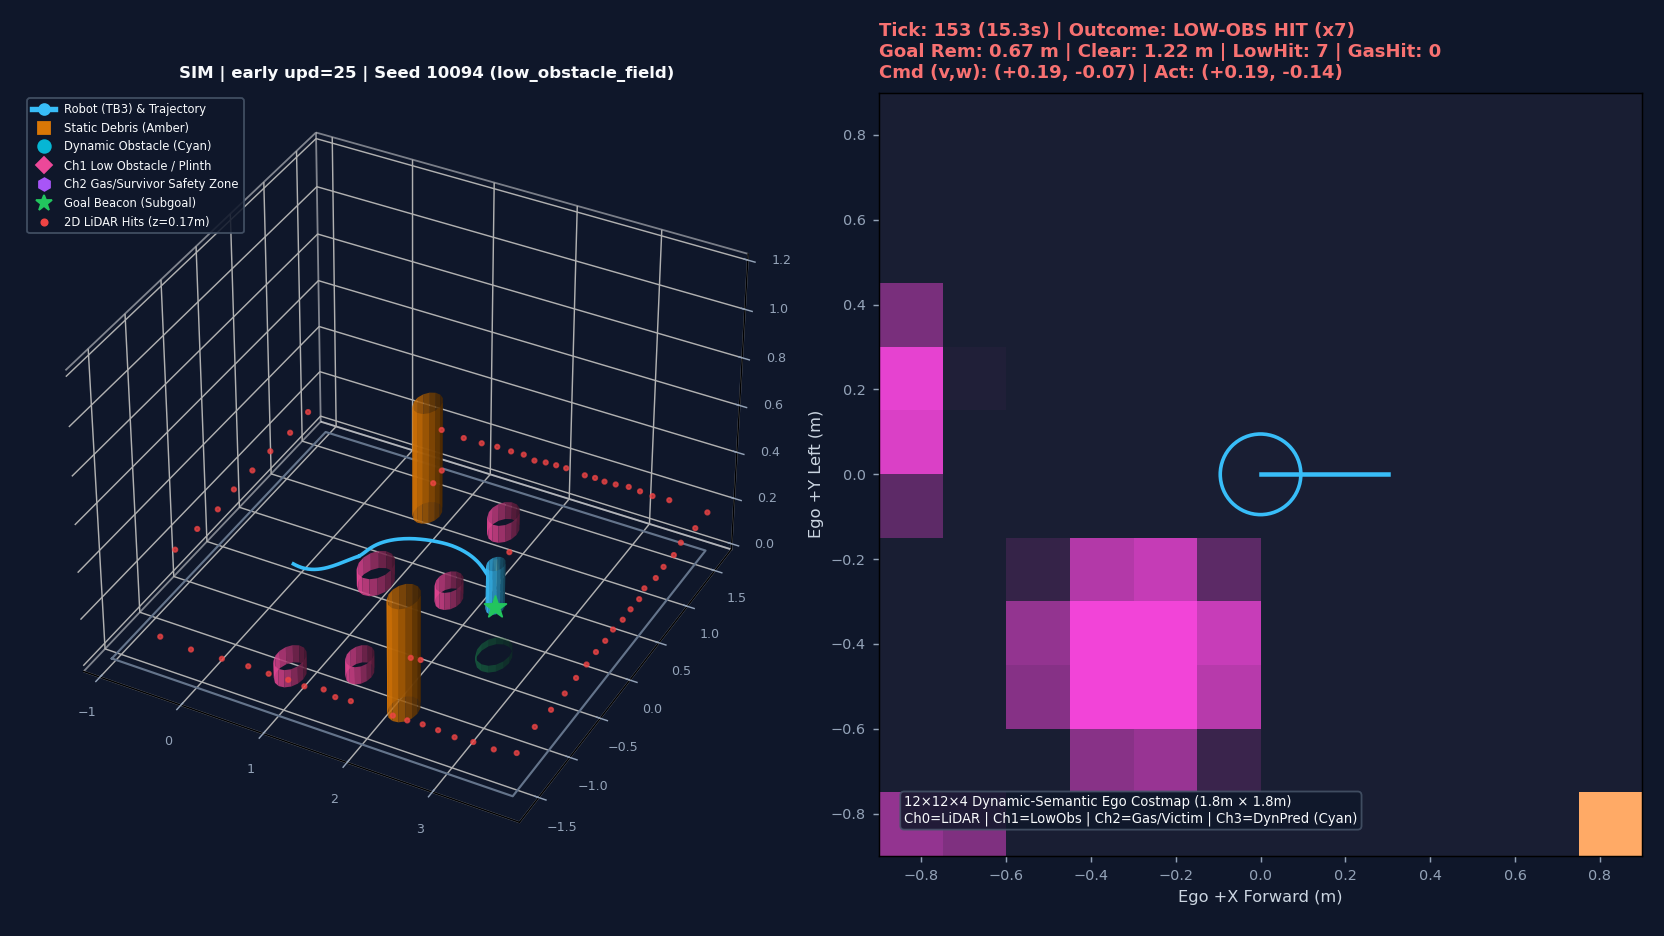 SIM | early upd=25 | Seed 10094 (low_obstacle_field)
Robot (TB3) & Trajectory
Static Debris (Amber)
Dynamic Obstacle (Cyan)
Ch1 Low Obstacle / Plinth
Ch2 Gas/Survivor Safety Zone
Goal Beacon (Subgoal)
2D LiDAR Hits (z=0.17m)
1.2
1.0
0.8
0.6
0.4
0.2
0.0
1.5
1.0
0.5
0.0
−0.5
−1.0
−1.5
−1
0
1
2
3
Tick: 153 (15.3s) | Outcome: LOW-OBS HIT (x7)
Goal Rem: 0.67 m | Clear: 1.22 m | LowHit: 7 | GasHit: 0
Cmd (v,w): (+0.19, -0.07) | Act: (+0.19, -0.14)
Ego +Y Left (m)
0.8
0.6
0.4
0.2
0.0
−0.2
−0.4
−0.6
−0.8
12×12×4 Dynamic-Semantic Ego Costmap (1.8m × 1.8m)
Ch0=LiDAR | Ch1=LowObs | Ch2=Gas/Victim | Ch3=DynPred (Cyan)
−0.8 −0.6 −0.4 −0.2 0.0 0.2 0.4 0.6 0.8
Ego +X Forward (m)